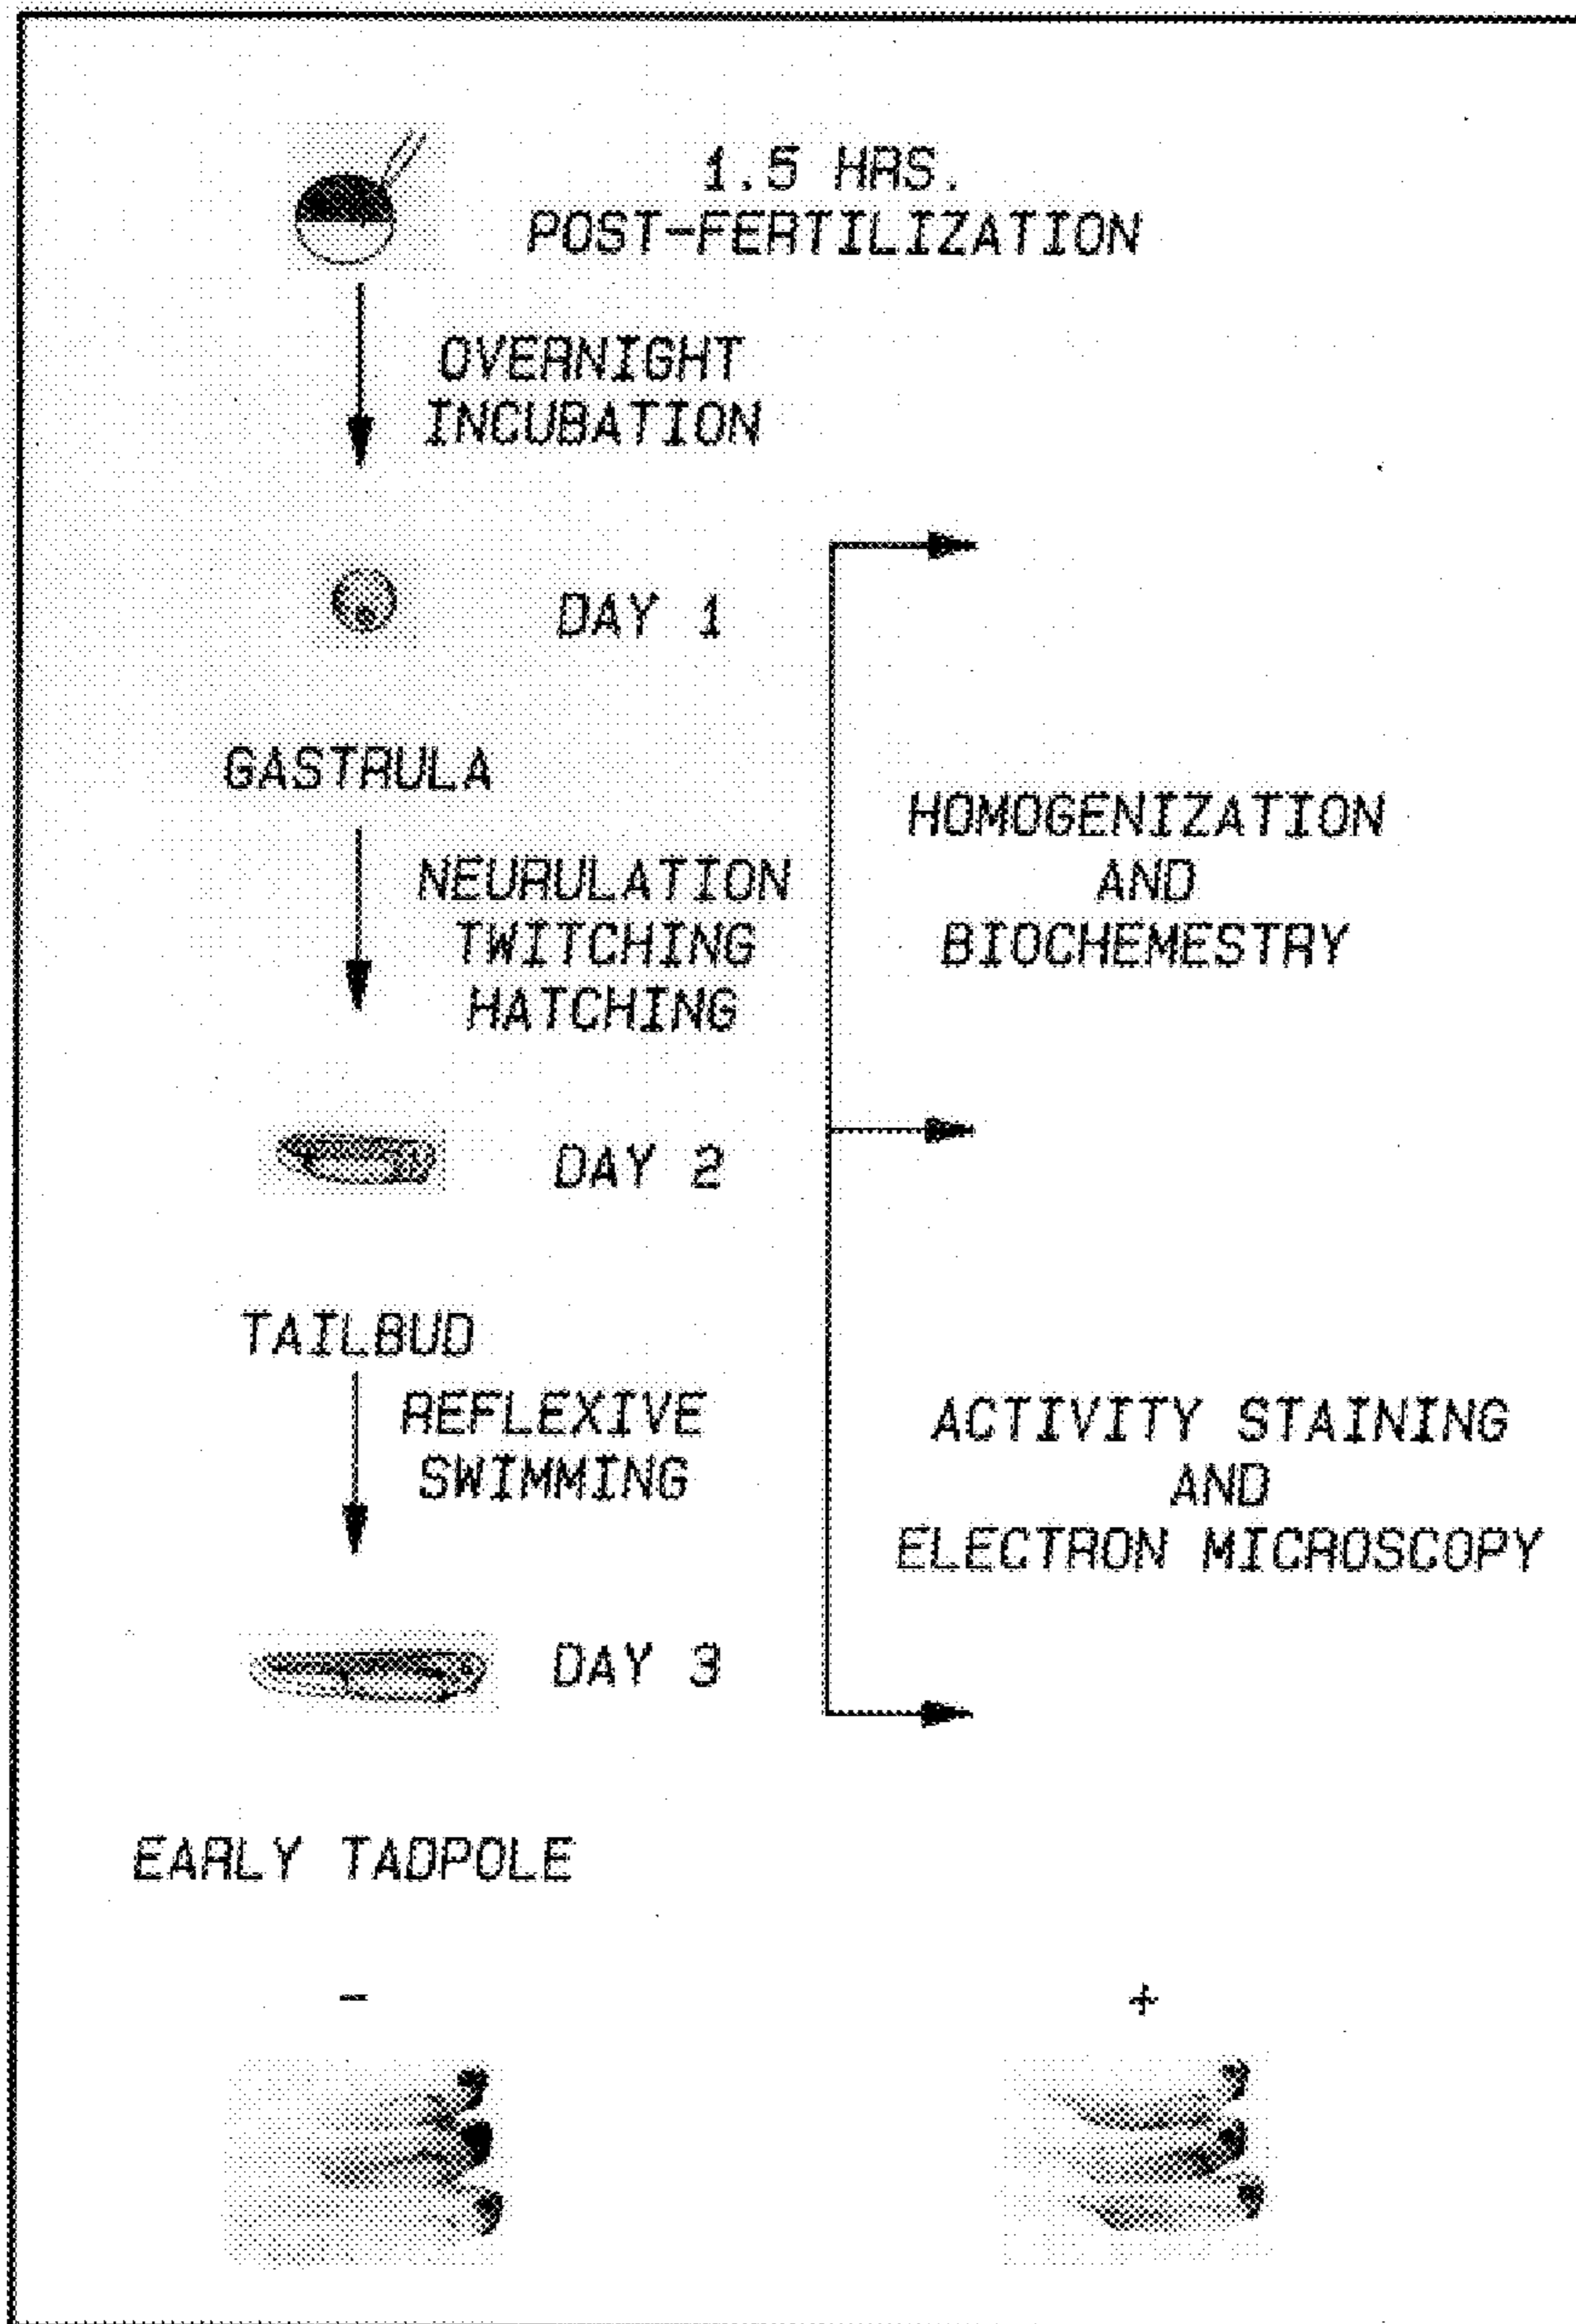 1.5 HRS.
POST-FERTILIZATION
OVERNIGHT
INCUBATION
DAY 1
GASTRULA
NEURULATION
TWITCHING
HATCHING
HOMOGENIZATION
AND
BIOCHEMESTRY
DAY 2
TAILBUD
REFLEXIVE
SWIMMING
ACTIVITY STAINING
AND
ELECTRON MICROSCOPY
DAY 3
EARLY TADPOLE
-
+